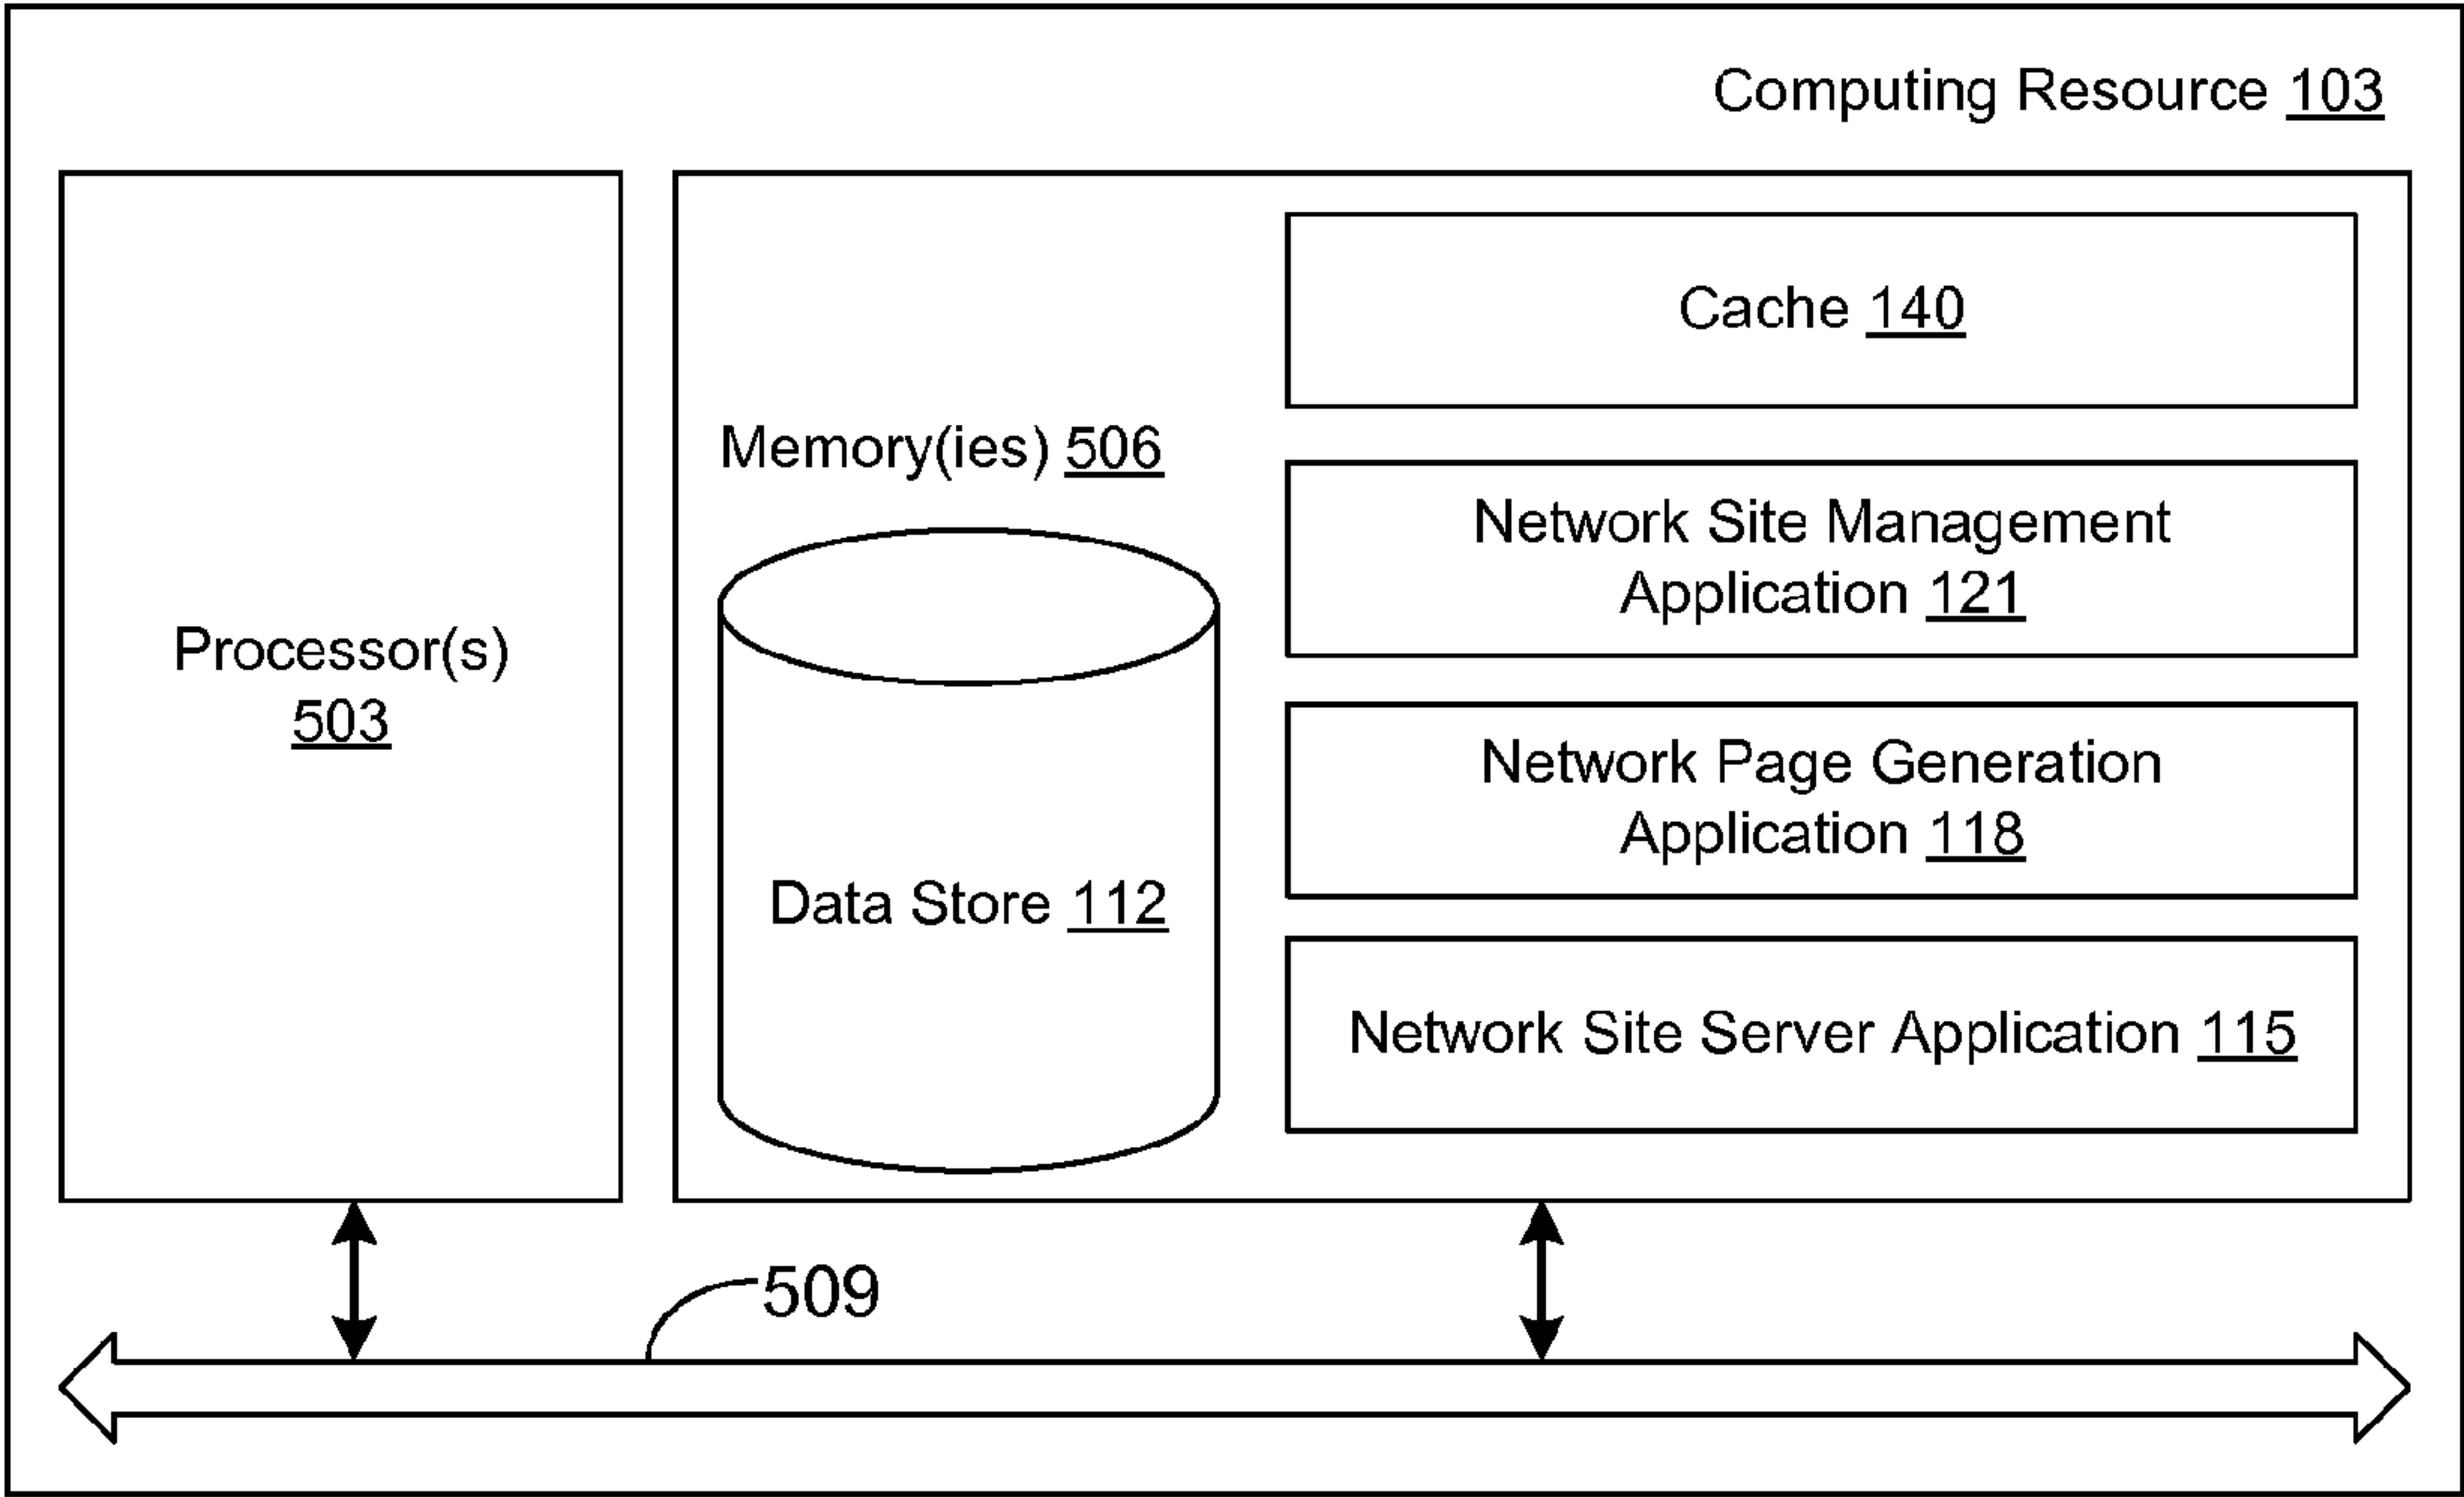 Computing Resource 103
Processor(s)
503
Memory(ies) 506
Data Store 112
Cache 140
Network Site Management
Application 121
Network Page Generation
Application 118
Network Site Server Application 115
509